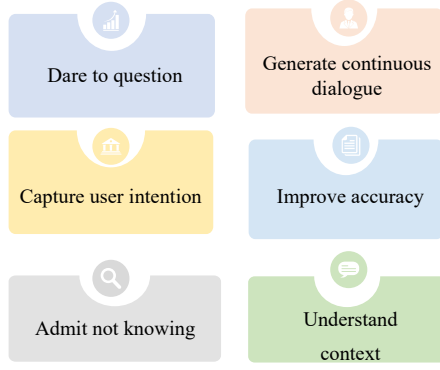 Dare to question
Generate continuous
dialogue
Capture user intention
Improve accuracy
Admit not knowing
Understand
context